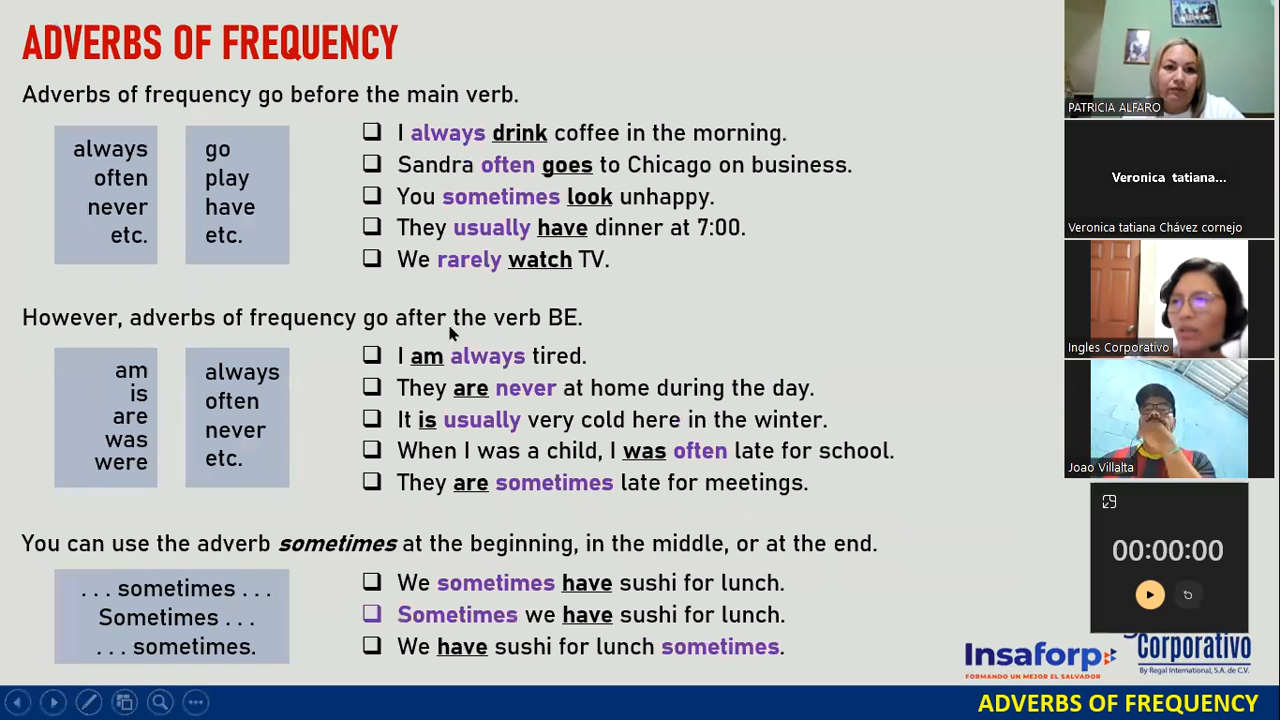 ADVERBS OF FREQUENCY
Adverbs of frequency go before the main verb.
always
often
never
etc.
go
play
have
etc.
I always drink coffee in the morning.
Sandra often goes to Chicago on business.
You sometimes look unhappy.
They usually have dinner at 7:00.
We rarely watch TV.
However, adverbs of frequency go after the verb BE.
am
is
are
was
were
always
often
never
etc.
I am always tired.
They are never at home during the day.
It is usually very cold here in the winter.
When I was a child, I was often late for school.
They are sometimes late for meetings.
You can use the adverb sometimes at the beginning, in the middle, or at the end.
. . . sometimes . . .
Sometimes . . .
. . . sometimes.
We sometimes have sushi for lunch.
Sometimes we have sushi for lunch.
We have sushi for lunch sometimes.
PATRICIA ALFARO
Veronica tatiana...
Veronica tatiana Chávez cornejo
Ingles Corporativo
Joao Villalta
00:00:00
Insaforp
FORMANDO UN MEJOR EL SALVADOR
Corporativo
By Regal International, S.A. de C.V.
ADVERBS OF FREQUENCY